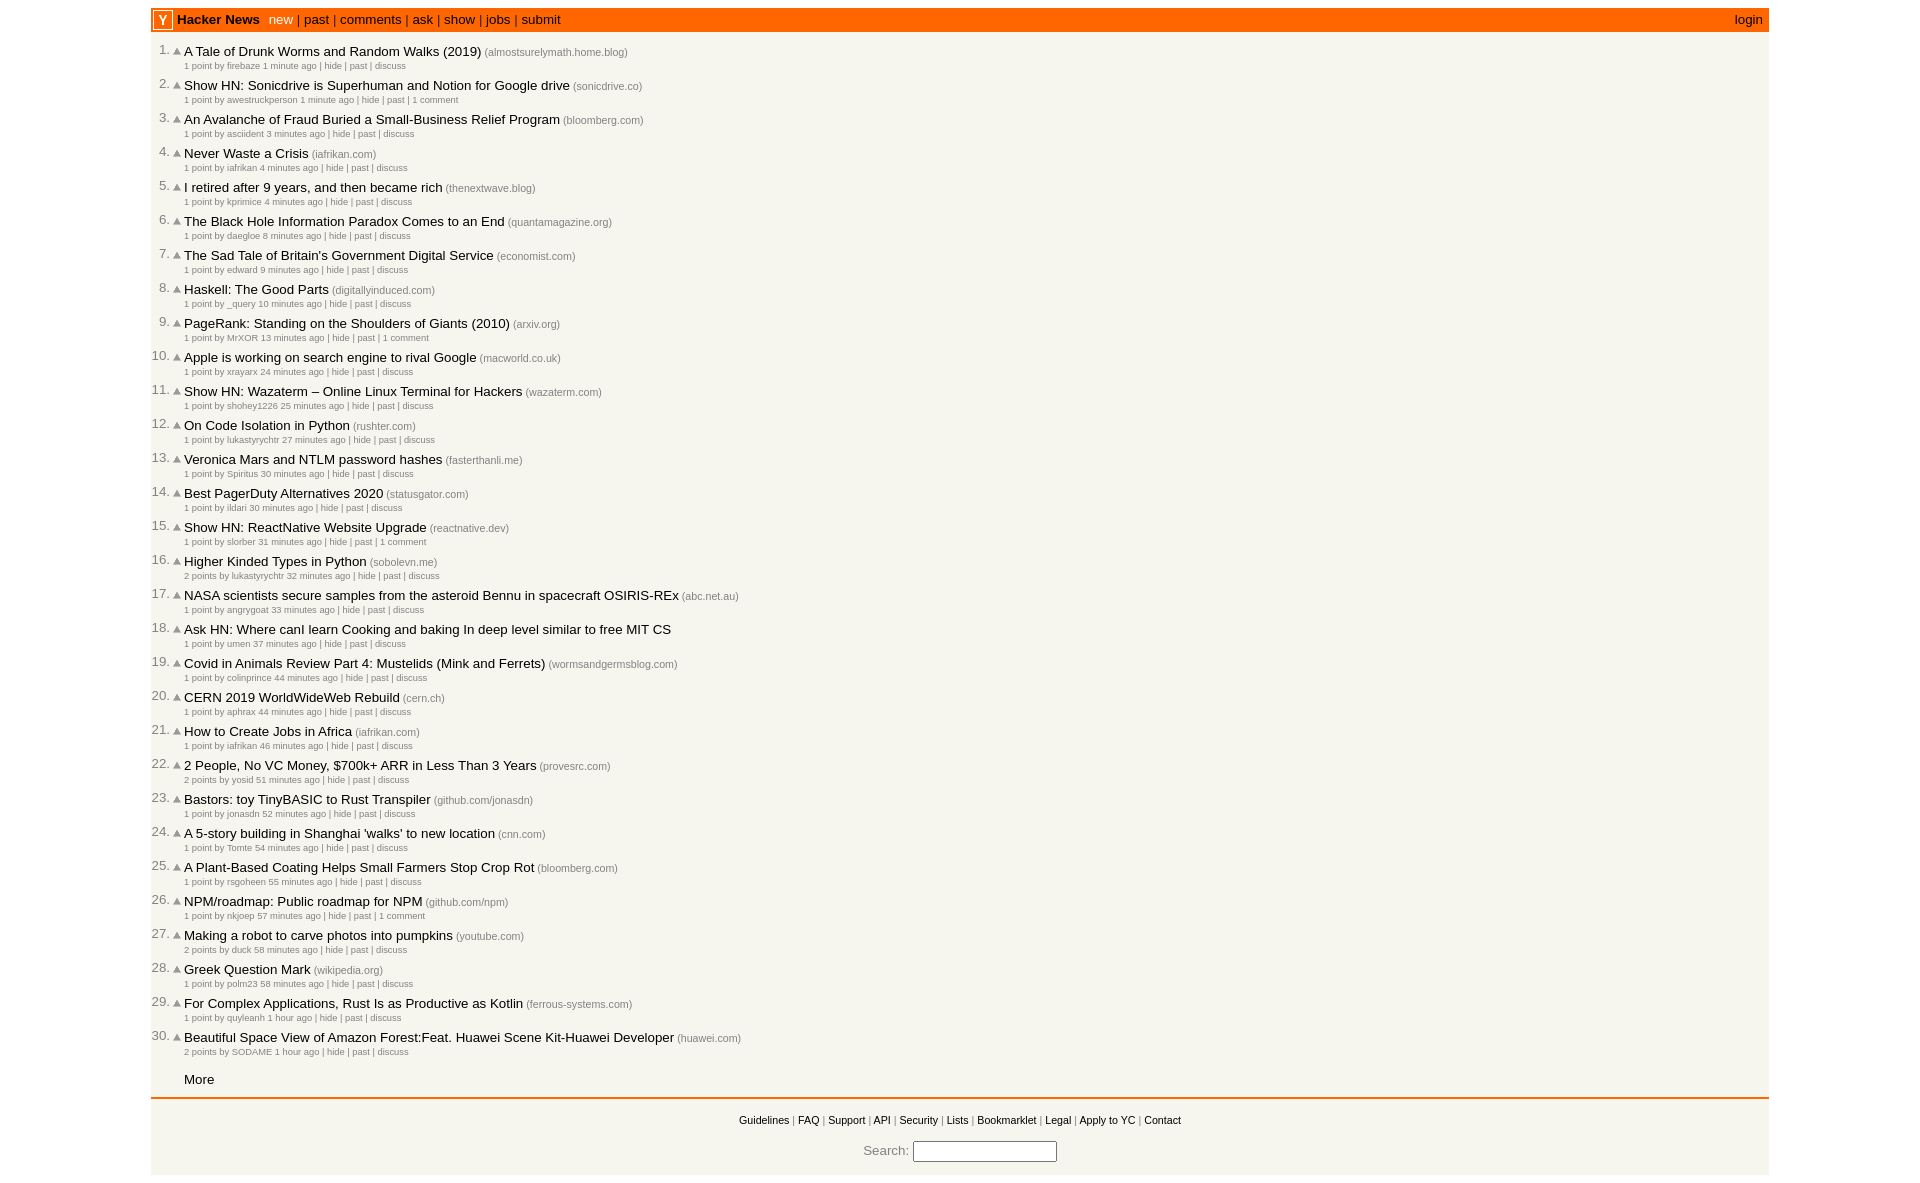 Y Hacker News new | past | comments | ask | show | jobs | submit login
1. A Tale of Drunk Worms and Random Walks (2019) (almostsurelymath.home.blog)
1 point by firebaze 1 minute ago | hide | past | discuss
2. Show HN: Sonicdrive is Superhuman and Notion for Google drive (sonicdrive.co)
1 point by awestruckperson 1 minute ago | hide | past | 1 comment
3. An Avalanche of Fraud Buried a Small-Business Relief Program (bloomberg.com)
1 point by asciident 3 minutes ago | hide | past | discuss
4. Never Waste a Crisis (iafrikan.com)
1 point by iafrikan 4 minutes ago | hide | past | discuss
5. I retired after 9 years, and then became rich (thenextwave.blog)
1 point by kprimice 4 minutes ago | hide | past | discuss
6. The Black Hole Information Paradox Comes to an End (quantamagazine.org)
1 point by daegloe 8 minutes ago | hide | past | discuss
7. The Sad Tale of Britain's Government Digital Service (economist.com)
1 point by edward 9 minutes ago | hide | past | discuss
8. Haskell: The Good Parts (digitallyinduced.com)
1 point by _query 10 minutes ago | hide | past | discuss
9. PageRank: Standing on the Shoulders of Giants (2010) (arxiv.org)
1 point by MrXOR 13 minutes ago | hide | past | 1 comment
10. Apple is working on search engine to rival Google (macworld.co.uk)
1 point by xrayarx 24 minutes ago | hide | past | discuss
11. Show HN: Wazaterm – Online Linux Terminal for Hackers (wazaterm.com)
1 point by shohey1226 25 minutes ago | hide | past | discuss
12. On Code Isolation in Python (rushter.com)
1 point by lukastyrychtr 27 minutes ago | hide | past | discuss
13. Veronica Mars and NTLM password hashes (fasterthanli.me)
1 point by Spiritus 30 minutes ago | hide | past | discuss
14. Best PagerDuty Alternatives 2020 (statusgator.com)
1 point by ildari 30 minutes ago | hide | past | discuss
15. Show HN: ReactNative Website Upgrade (reactnative.dev)
1 point by slorber 31 minutes ago | hide | past | 1 comment
16. Higher Kinded Types in Python (sobolevn.me)
2 points by lukastyrychtr 32 minutes ago | hide | past | discuss
17. NASA scientists secure samples from the asteroid Bennu in spacecraft OSIRIS-REx (abc.net.au)
1 point by angrygoat 33 minutes ago | hide | past | discuss
18. Ask HN: Where canI learn Cooking and baking In deep level similar to free MIT CS
1 point by umen 37 minutes ago | hide | past | discuss
19. Covid in Animals Review Part 4: Mustelids (Mink and Ferrets) (wormsandgermsblog.com)
1 point by colinprince 44 minutes ago | hide | past | discuss
20. CERN 2019 WorldWideWeb Rebuild (cern.ch)
1 point by aphrax 44 minutes ago | hide | past | discuss
21. How to Create Jobs in Africa (iafrikan.com)
1 point by iafrikan 46 minutes ago | hide | past | discuss
22. 2 People, No VC Money, $700k+ ARR in Less Than 3 Years (provesrc.com)
2 points by yosid 51 minutes ago | hide | past | discuss
23. Bastors: toy TinyBASIC to Rust Transpiler (github.com/jonasdn)
1 point by jonasdn 52 minutes ago | hide | past | discuss
24. A 5-story building in Shanghai 'walks' to new location (cnn.com)
1 point by Tomte 54 minutes ago | hide | past | discuss
25. A Plant-Based Coating Helps Small Farmers Stop Crop Rot (bloomberg.com)
1 point by rsgoheen 55 minutes ago | hide | past | discuss
26. NPM/roadmap: Public roadmap for NPM (github.com/npm)
1 point by nkjoep 57 minutes ago | hide | past | 1 comment
27. Making a robot to carve photos into pumpkins (youtube.com)
2 points by duck 58 minutes ago | hide | past | discuss
28. Greek Question Mark (wikipedia.org)
1 point by polm23 58 minutes ago | hide | past | discuss
29. For Complex Applications, Rust Is as Productive as Kotlin (ferrous-systems.com)
1 point by quyleanh 1 hour ago | hide | past | discuss
30. Beautiful Space View of Amazon Forest:Feat. Huawei Scene Kit-Huawei Developer (huawei.com)
2 points by SODAME 1 hour ago | hide | past | discuss
More
Guidelines | FAQ | Support | API | Security | Lists | Bookmarklet | Legal | Apply to YC | Contact
Search: